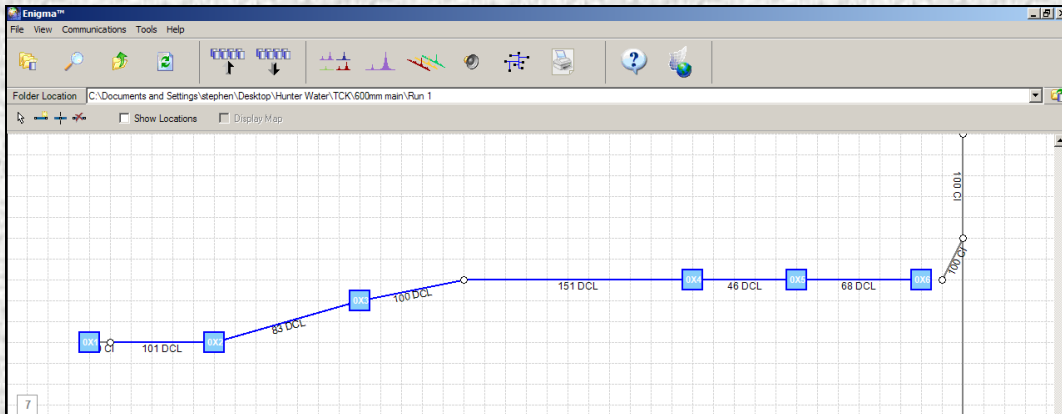 Enigma™
File View Communications Tools Help
Folder Location C:\Documents and Settings\stephen\Desktop\Hunter Water\TCK\600mm main\Run 1
Show Locations Display Map
100 CI
100 CI
0X3 100 DCL 151 DCL 0X4 46 DCL 0X5 68 DCL 0X6
0X1 CI 101 DCL 0X2 83 DCL
7